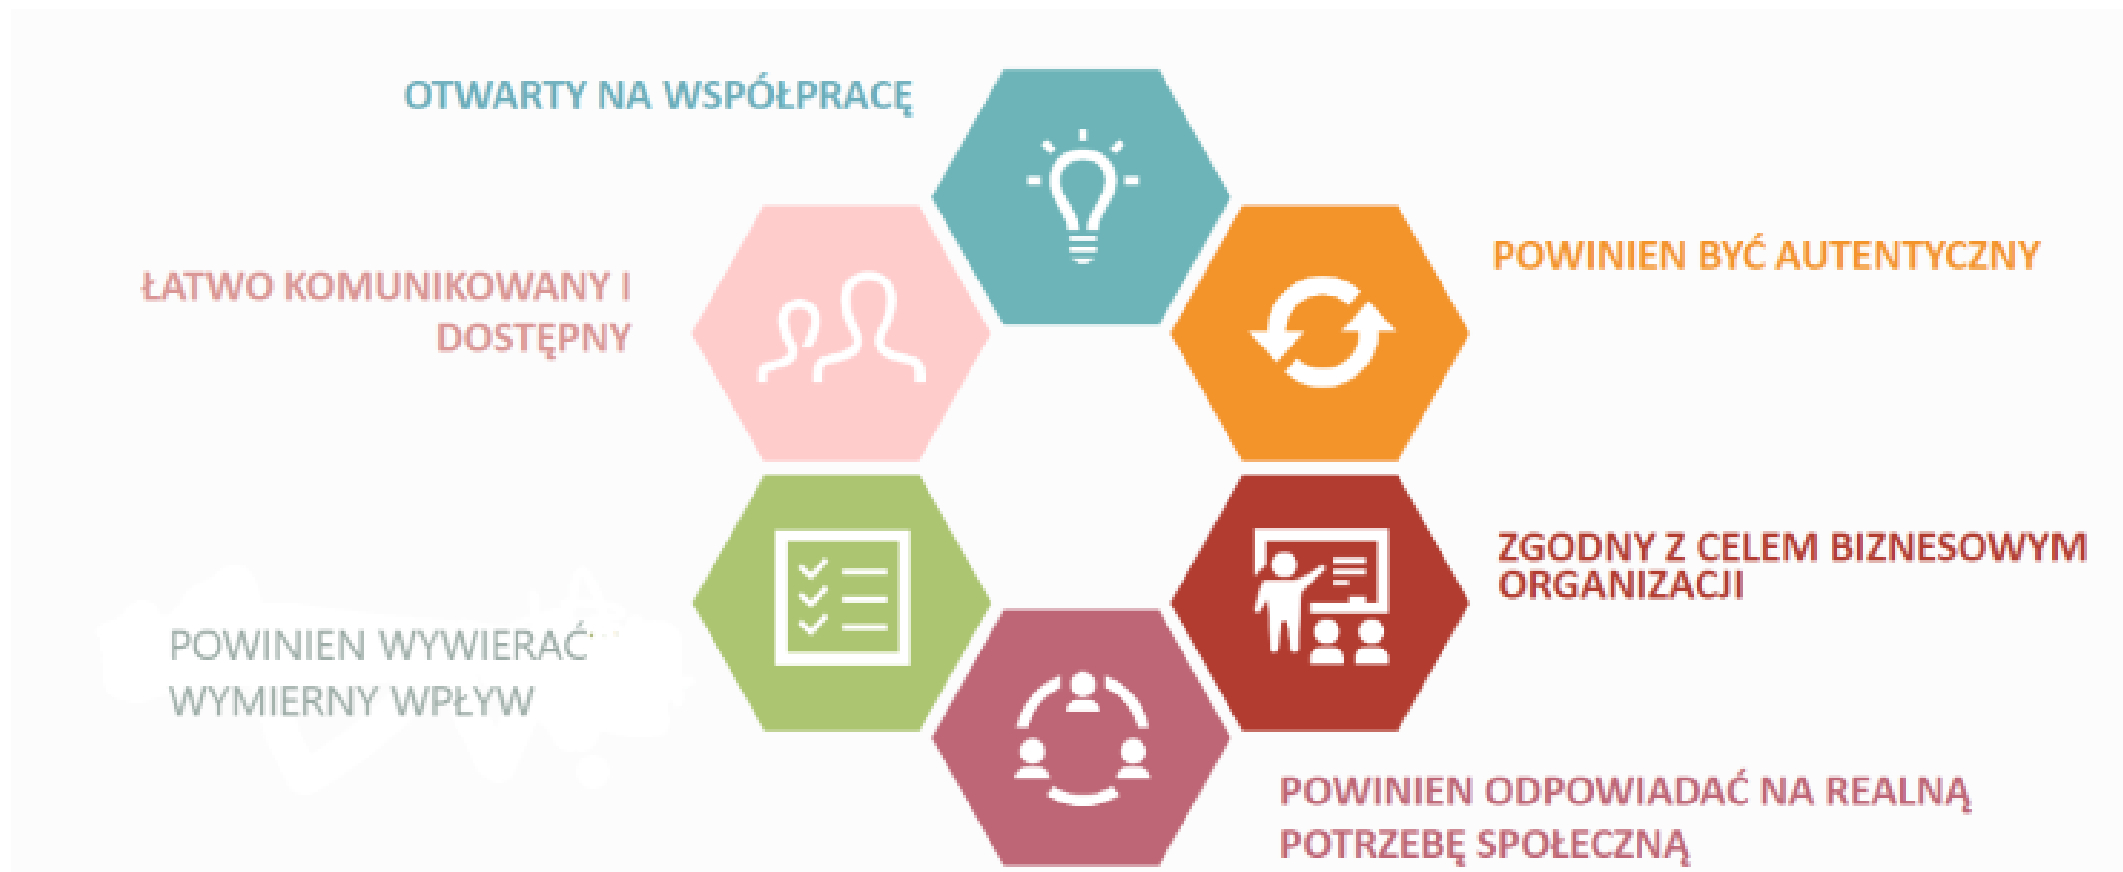 OTWARTY NA WSPÓŁPRACĘ
POWINIEN BYĆ AUTENTYCZNY
ŁATWO KOMUNIKOWANY I
DOSTĘPNY
ZGODNY Z CELEM BIZNESOWYM
ORGANIZACJI
POWINIEN WYWIERAĆ
WYMIERNY WPŁYW
POWINIEN ODPOWIADAĆ NA REALNĄ
POTRZEBĘ SPOŁECZNĄ